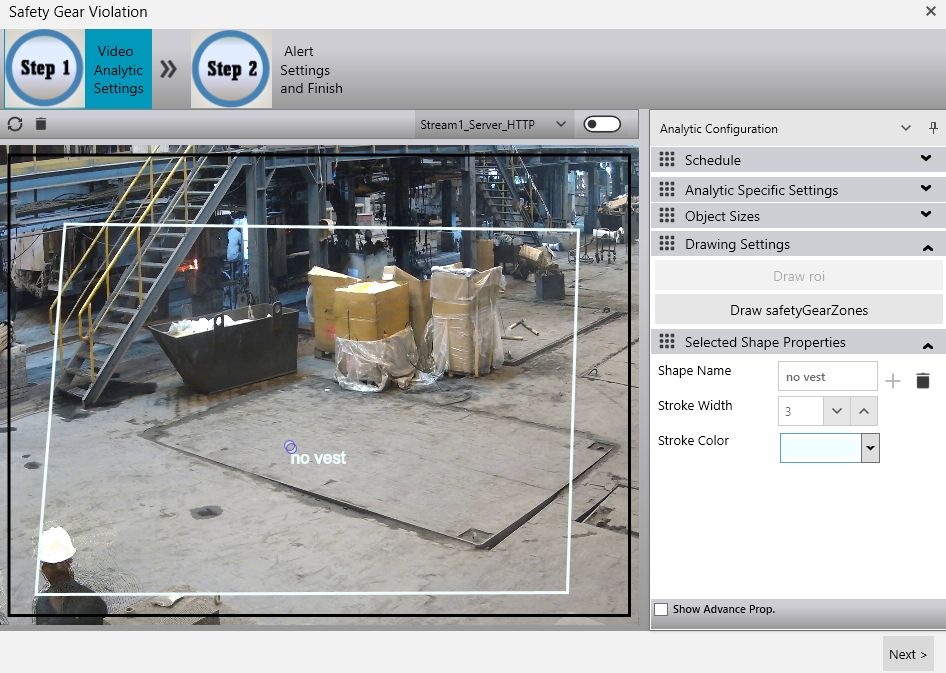 Safety Gear Violation
Step 1
Video
Analytic
Settings
Step 2
Alert
Settings
and Finish
Stream1_Server_HTTP
Analytic Configuration
Schedule
Analytic Specific Settings
Object Sizes
Drawing Settings
Draw roi
Draw safetyGearZones
Selected Shape Properties
Shape Name
no vest
Stroke Width
3
Stroke Color
no vest
Show Advance Prop.
Next >